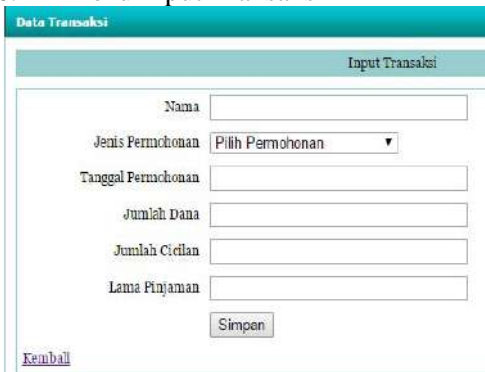 Data Transaksi
Input Transaksi
Nama
Jenis Permohonan Pilih Permohonan
Tanggal Permohonan
Jumlah Dana
Jumlah Cicilan
Lama Pinjaman
Simpan
Kembali